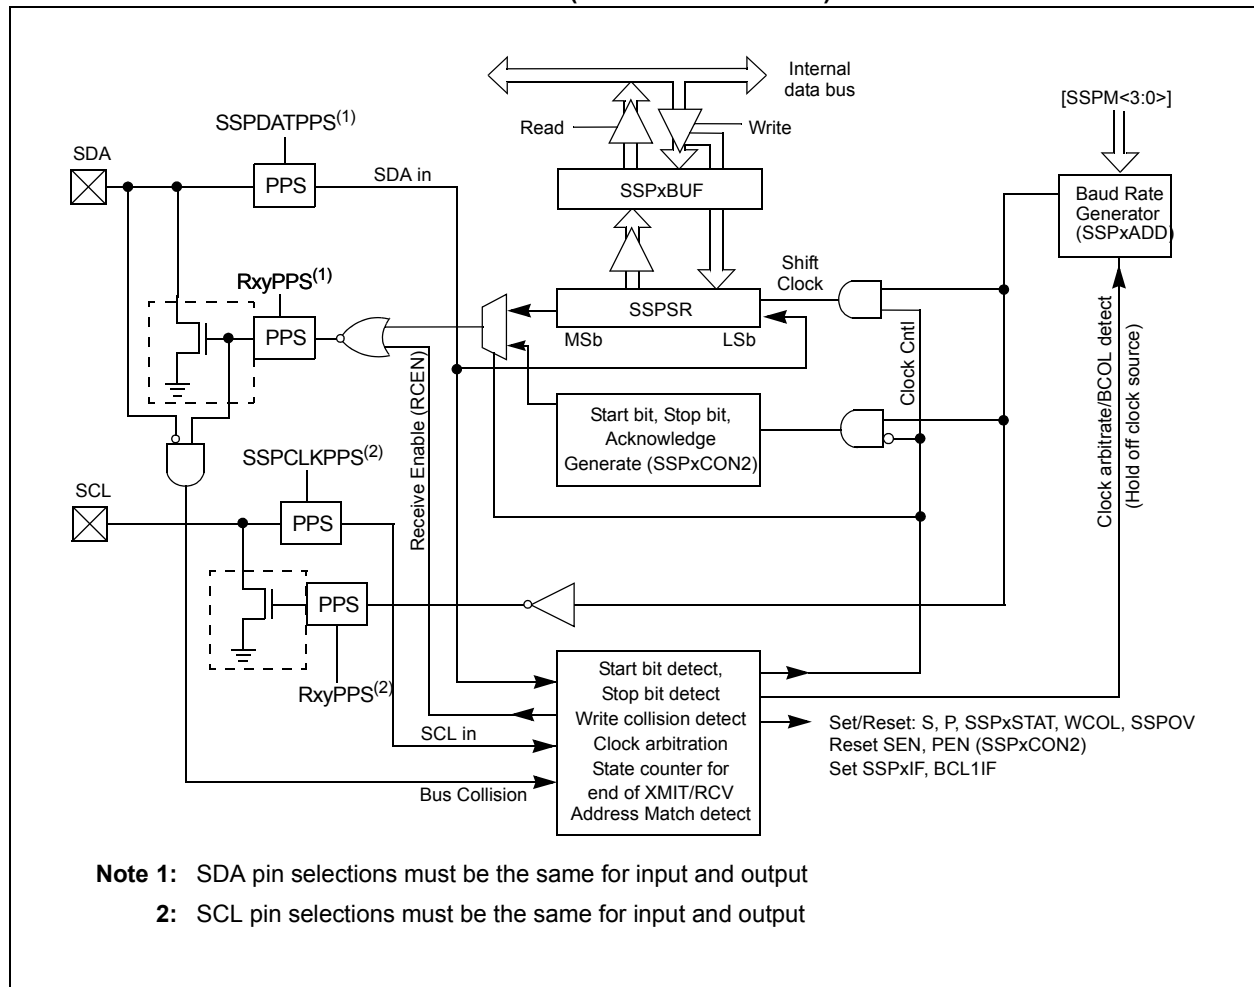 Internal
data bus
[SSPM<3:0>]
Read
Write
SSPDATPPS(1)
SDA
PPS
SDA in
SSPxBUF
Baud Rate
Generator
(SSPxADD)
RxyPPS(1)
PPS
Shift
Clock
SSPSR
MSb
LSb
Clock Cntl
Receive Enable (RCEN)
Start bit, Stop bit,
Acknowledge
Generate (SSPxCON2)
Clock arbitrate/BCOL detect
(Hold off clock source)
SSPCLKPPS(2)
SCL
PPS
PPS
RxyPPS(2)
SCL in
Bus Collision
Start bit detect,
Stop bit detect
Write collision detect
Clock arbitration
State counter for
end of XMIT/RCV
Address Match detect
Set/Reset: S, P, SSPxSTAT, WCOL, SSPOV
Reset SEN, PEN (SSPxCON2)
Set SSPxIF, BCL1IF
Note 1: SDA pin selections must be the same for input and output
2: SCL pin selections must be the same for input and output